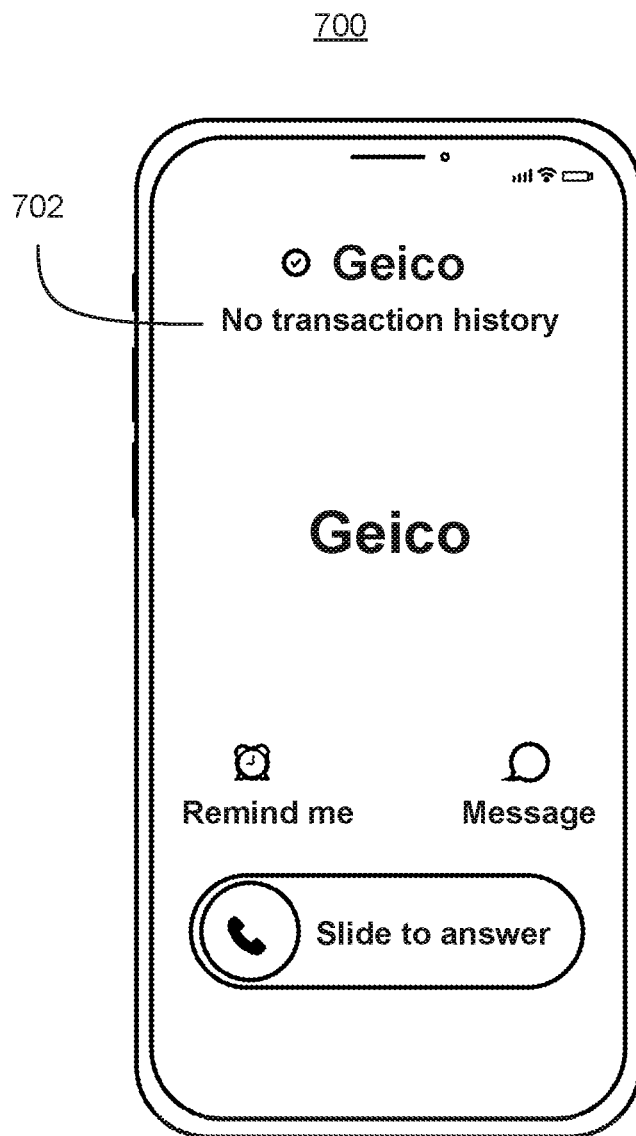 700
702
Geico
No transaction history
Geico
Remind me
Message
Slide to answer